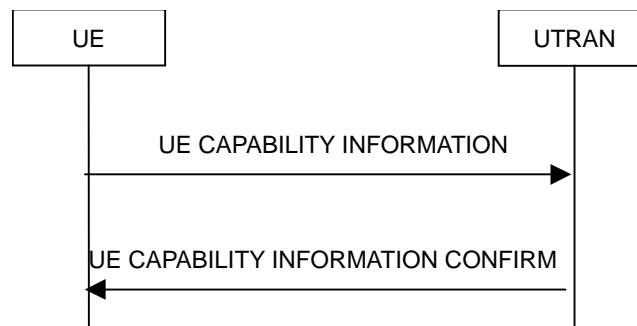 UE
UTRAN
UE CAPABILITY INFORMATION
UE CAPABILITY INFORMATION CONFIRM